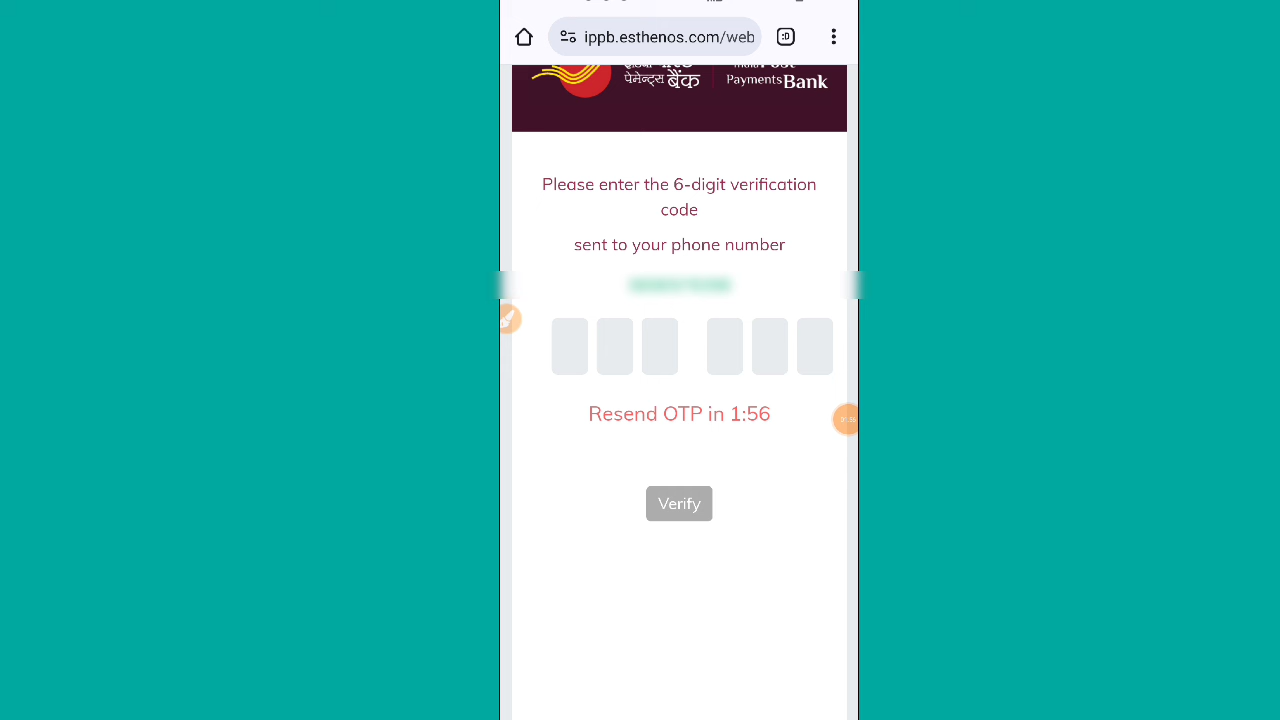 ippb.esthenos.com/web
:D
पेमेन्ट्स बैंक
Payments Bank
Please enter the 6-digit verification
code
sent to your phone number
Resend OTP in 1:56
Verify